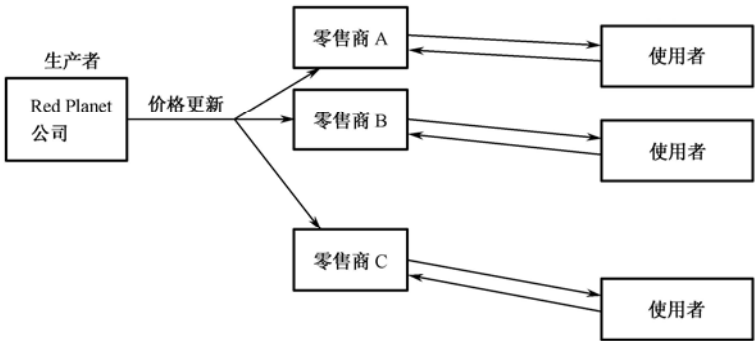 生产者
Red Planet
公司
价格更新
零售商 A
零售商 B
零售商 C
使用者
使用者
使用者